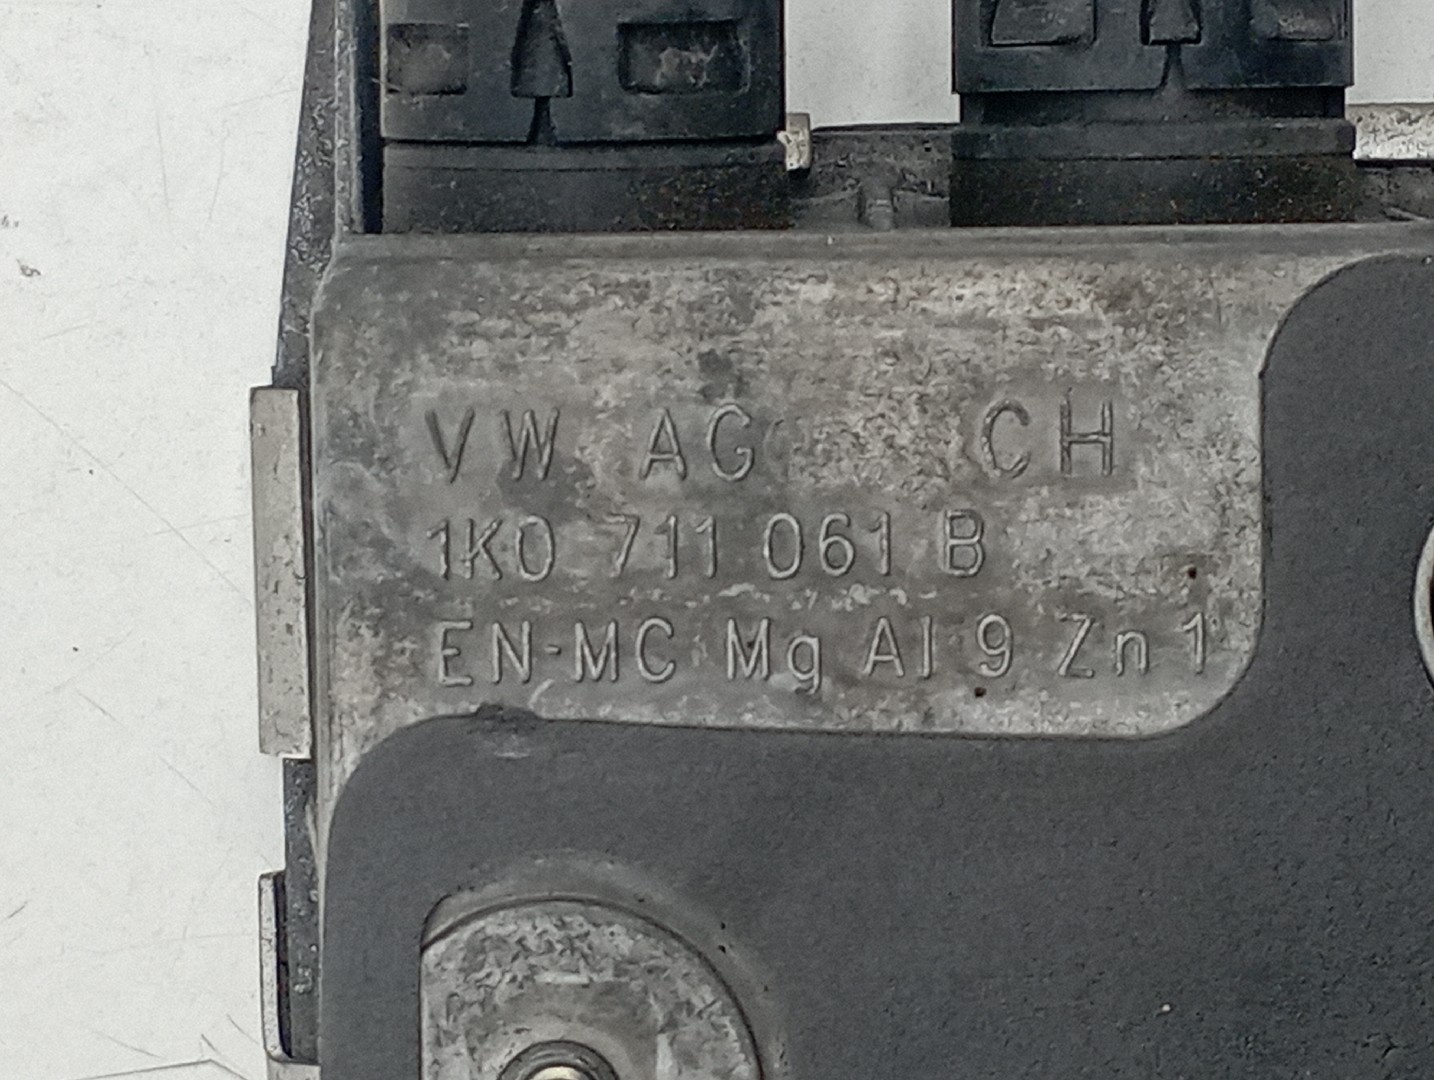 VW AG CH
1K0 711 061 B
EN-MC Mg Al 9 Zn 1